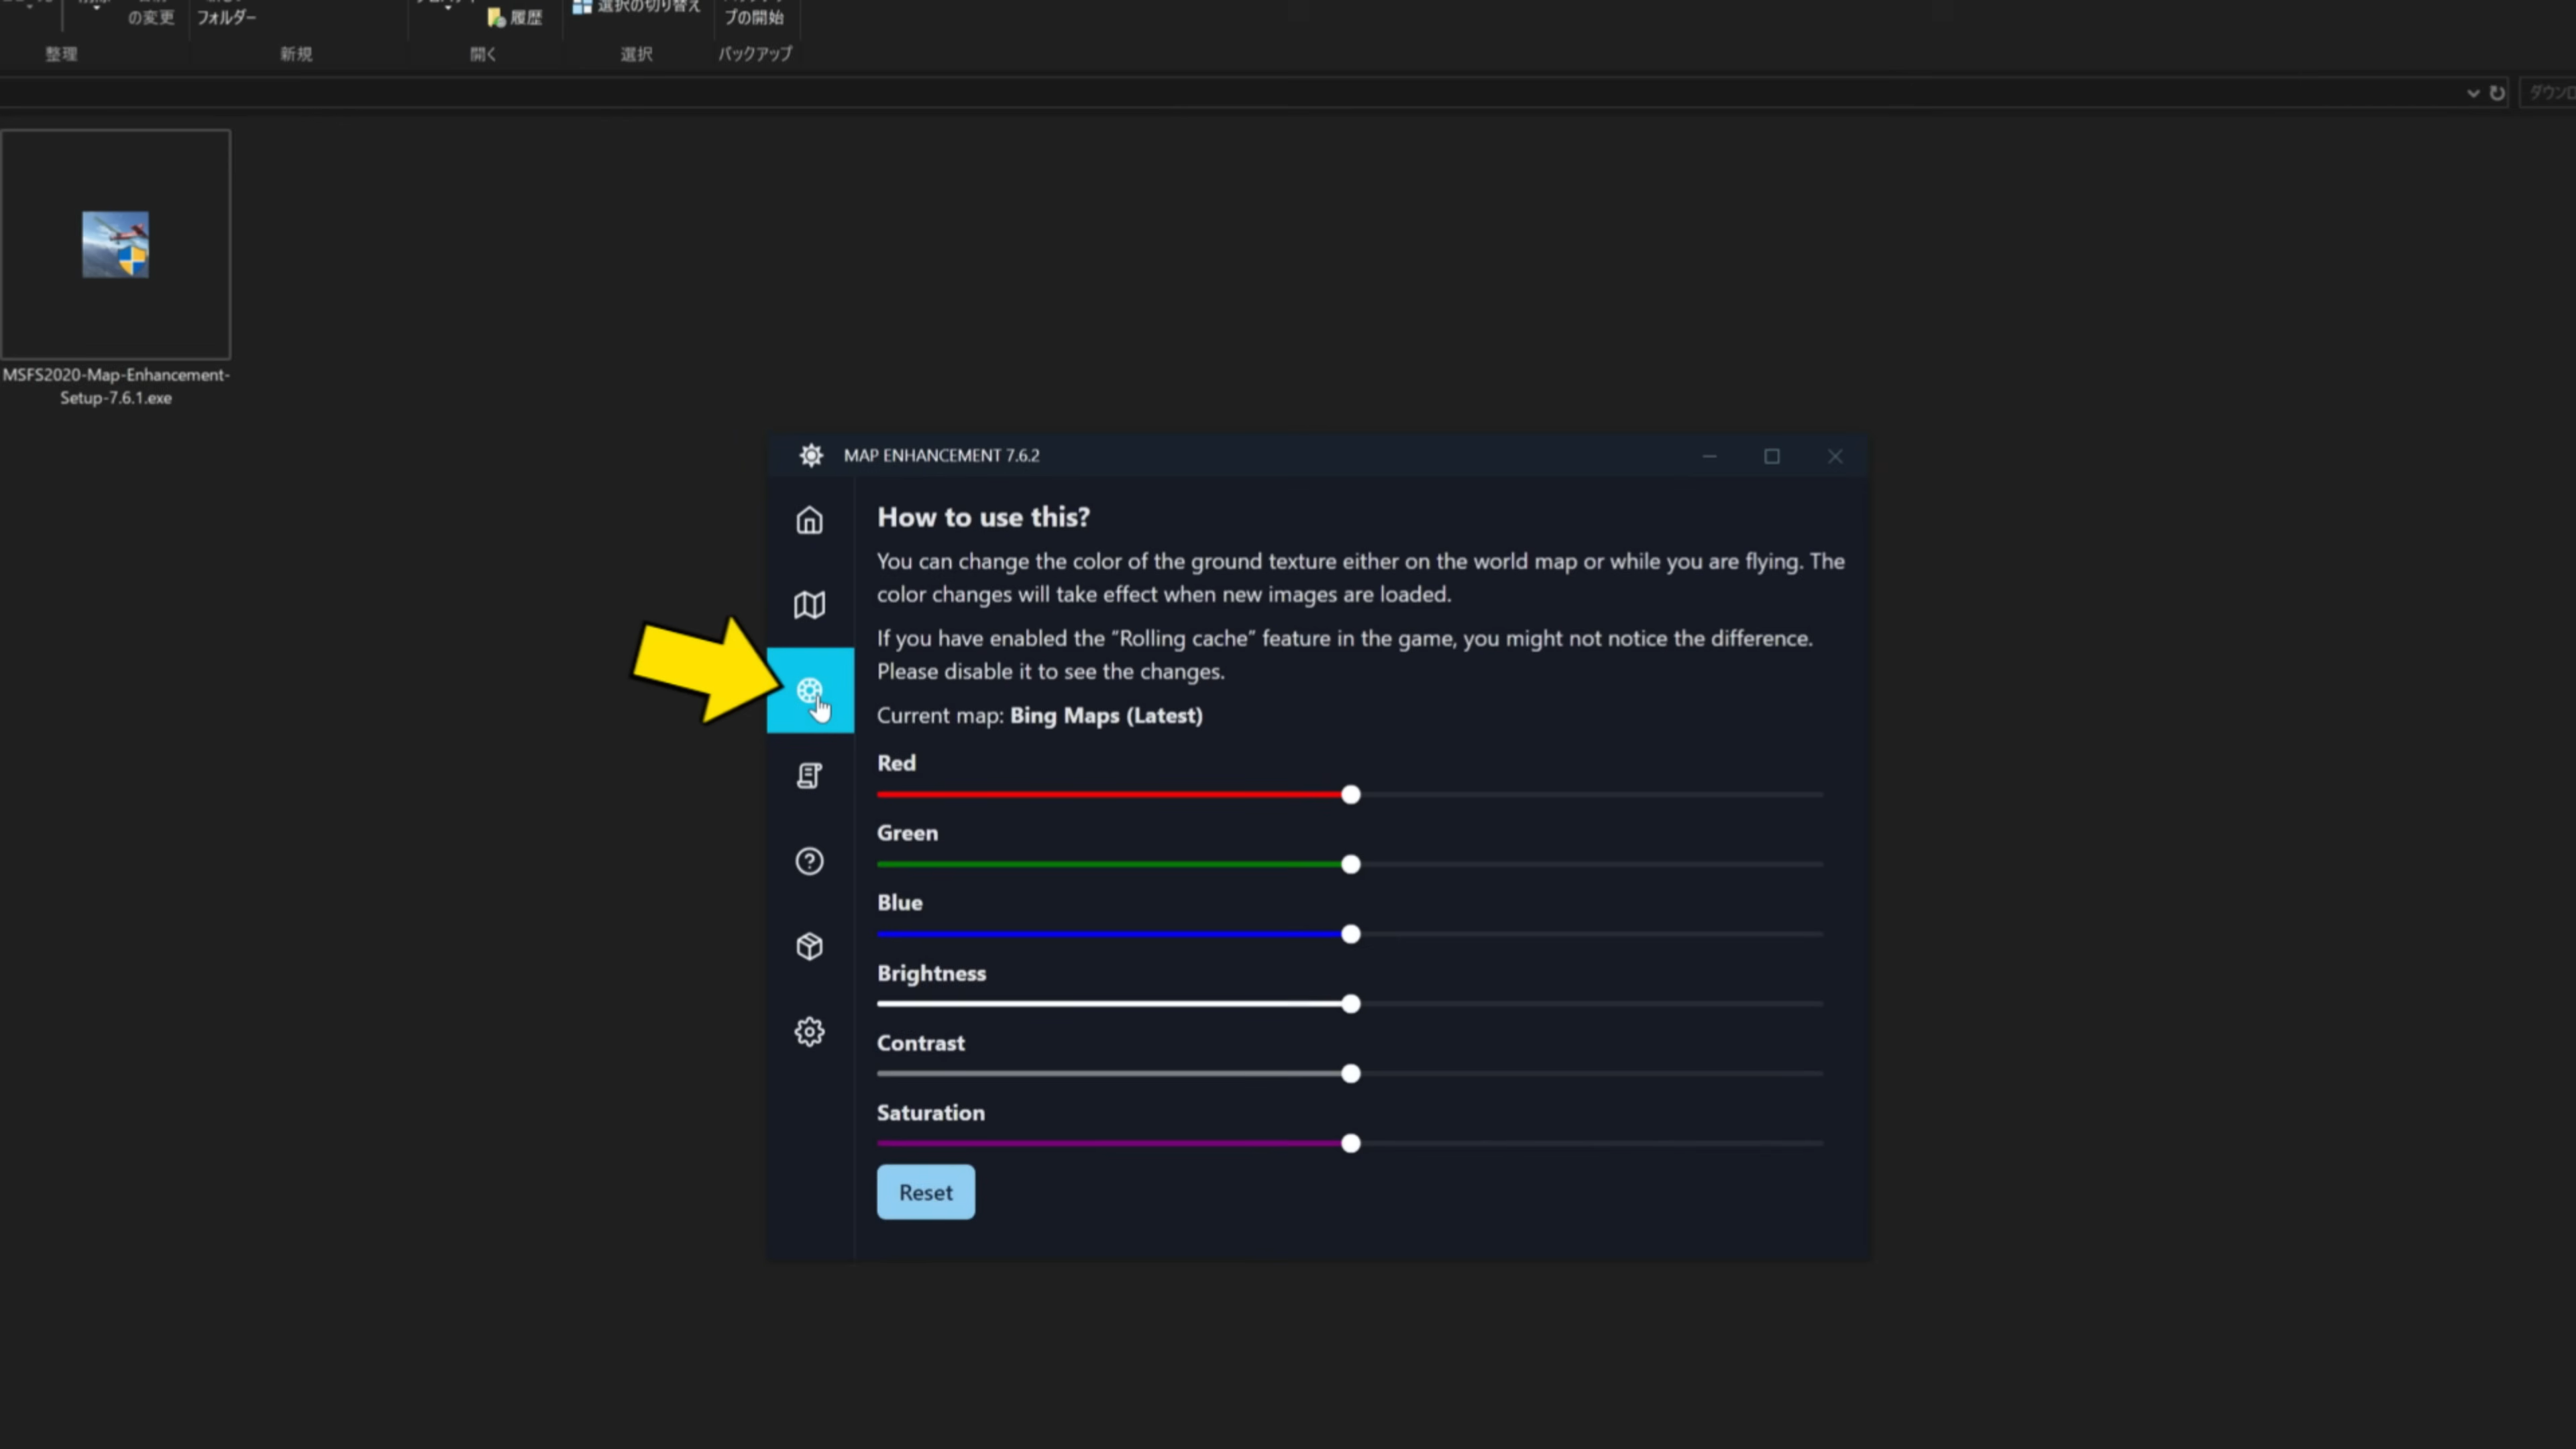 の変更
フォルダー
履歴
選択の切り替え
プの開始
整理
新規
開く
選択
バックアップ
MSFS2020-Map-Enhancement-
Setup-7.6.1.exe
MAP ENHANCEMENT 7.6.2
How to use this?
You can change the color of the ground texture either on the world map or while you are flying. The
color changes will take effect when new images are loaded.
If you have enabled the “Rolling cache” feature in the game, you might not notice the difference.
Please disable it to see the changes.
Current map: Bing Maps (Latest)
Red
Green
Blue
Brightness
Contrast
Saturation
Reset